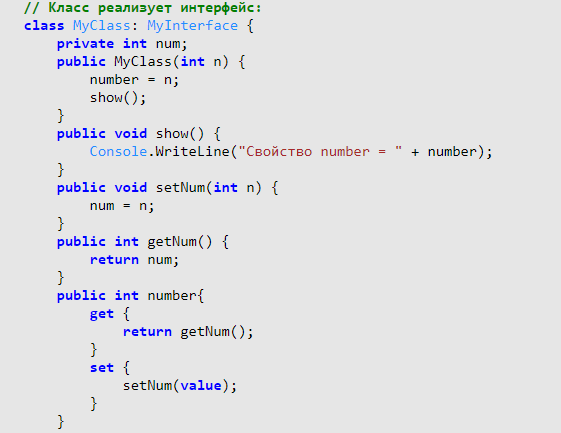 // Класс реализует интерфейс:
class MyClass: MyInterface {
    private int num;
    public MyClass(int n) {
        number = n;
        show();
    }
    public void show() {
        Console.WriteLine("Свойство number = " + number);
    }
    public void setNum(int n) {
        num = n;
    }
    public int getNum() {
        return num;
    }
    public int number{
        get {
            return getNum();
        }
        set {
            setNum(value);
        }
    }